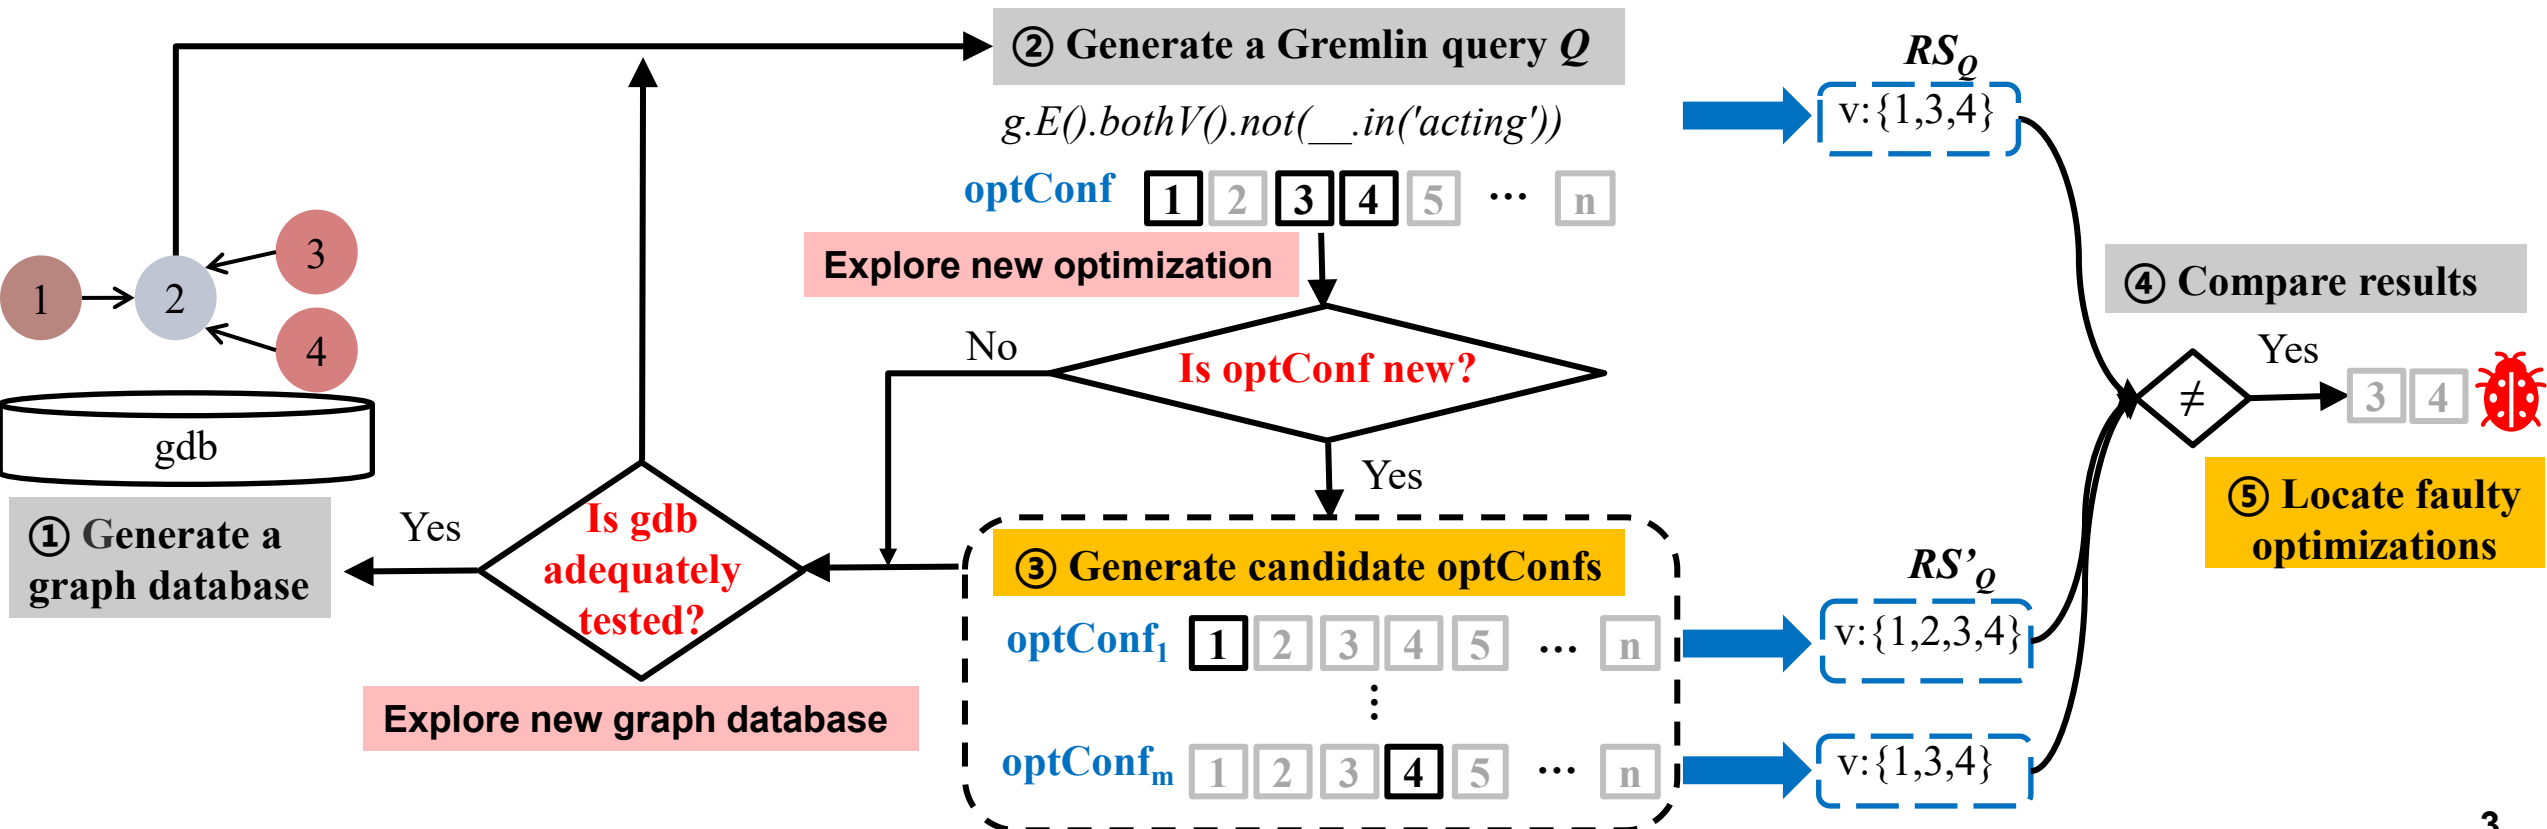 ② Generate a Gremlin query Q
g.E().bothV().not(__.in('acting'))
optConf 1 2 3 4 5 ... n
RS_Q
v:{1,3,4}
1 2 3 4
gdb
① Generate a
graph database
Explore new optimization
Is optConf new?
No
Yes
Is gdb
adequately
tested?
Yes
Explore new graph database
③ Generate candidate optConfs
optConf₁ 1 2 3 4 5 ... n
⋮
optConfₘ 1 2 3 4 5 ... n
RS’_Q
v:{1,2,3,4}
v:{1,3,4}
④ Compare results
≠
Yes
3 4
⑤ Locate faulty
optimizations
3